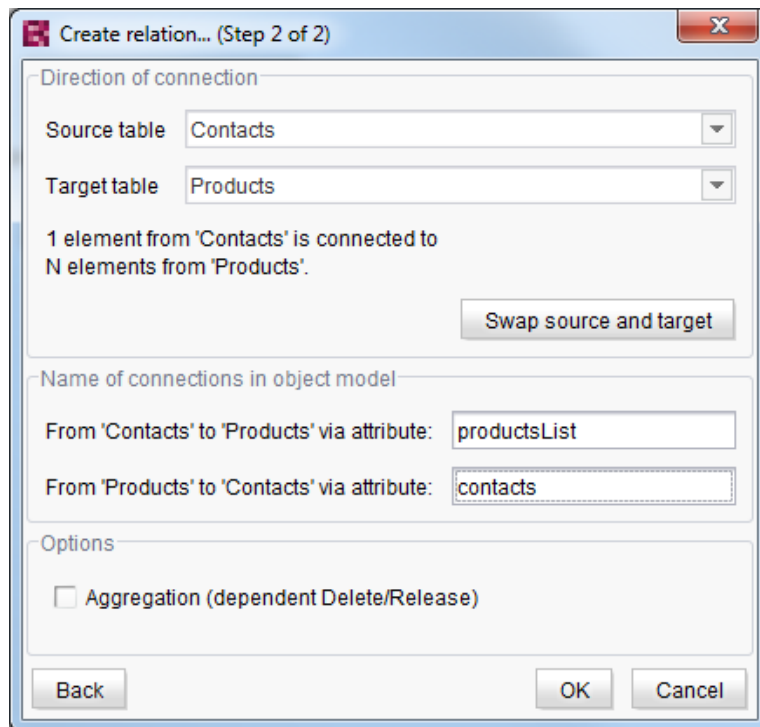 Create relation... (Step 2 of 2)
Direction of connection
Source table Contacts
Target table Products
1 element from 'Contacts' is connected to
N elements from 'Products'.
Swap source and target
Name of connections in object model
From 'Contacts' to 'Products' via attribute: productsList
From 'Products' to 'Contacts' via attribute: contacts
Options
Aggregation (dependent Delete/Release)
Back OK Cancel